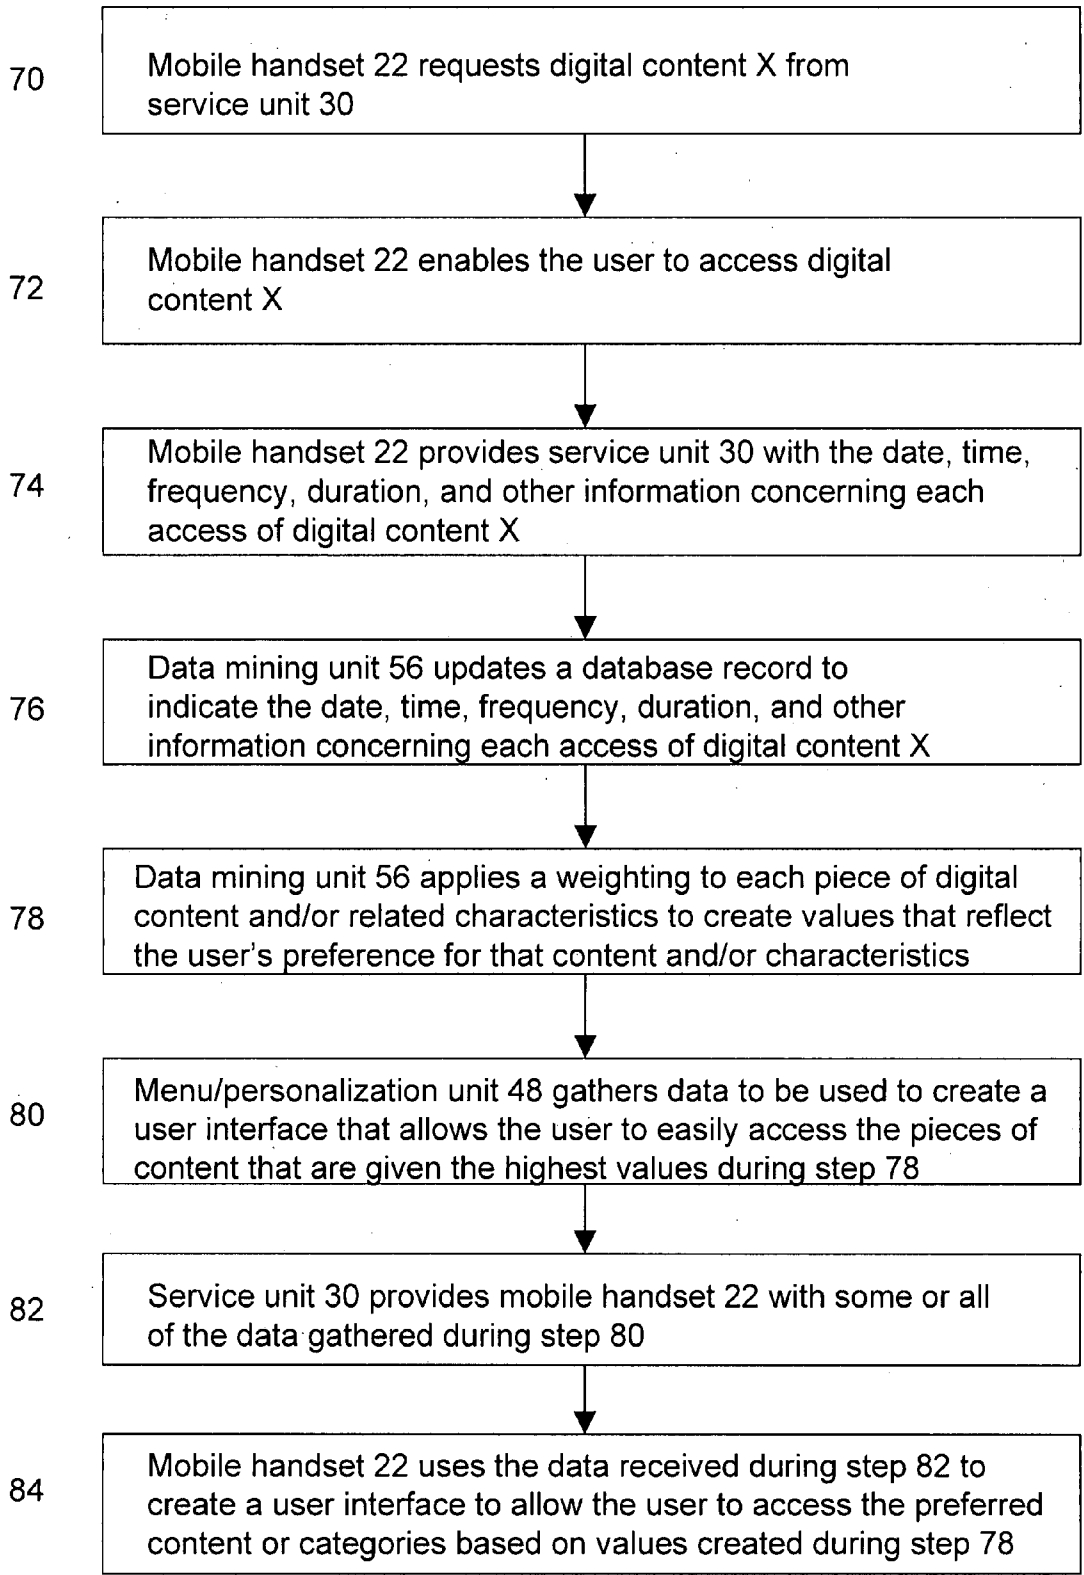 70
Mobile handset 22 requests digital content X from
service unit 30
72
Mobile handset 22 enables the user to access digital
content X
74
Mobile handset 22 provides service unit 30 with the date, time,
frequency, duration, and other information concerning each
access of digital content X
76
Data mining unit 56 updates a database record to
indicate the date, time, frequency, duration, and other
information concerning each access of digital content X
78
Data mining unit 56 applies a weighting to each piece of digital
content and/or related characteristics to create values that reflect
the user's preference for that content and/or characteristics
80
Menu/personalization unit 48 gathers data to be used to create a
user interface that allows the user to easily access the pieces of
content that are given the highest values during step 78
82
Service unit 30 provides mobile handset 22 with some or all
of the data gathered during step 80
84
Mobile handset 22 uses the data received during step 82 to
create a user interface to allow the user to access the preferred
content or categories based on values created during step 78